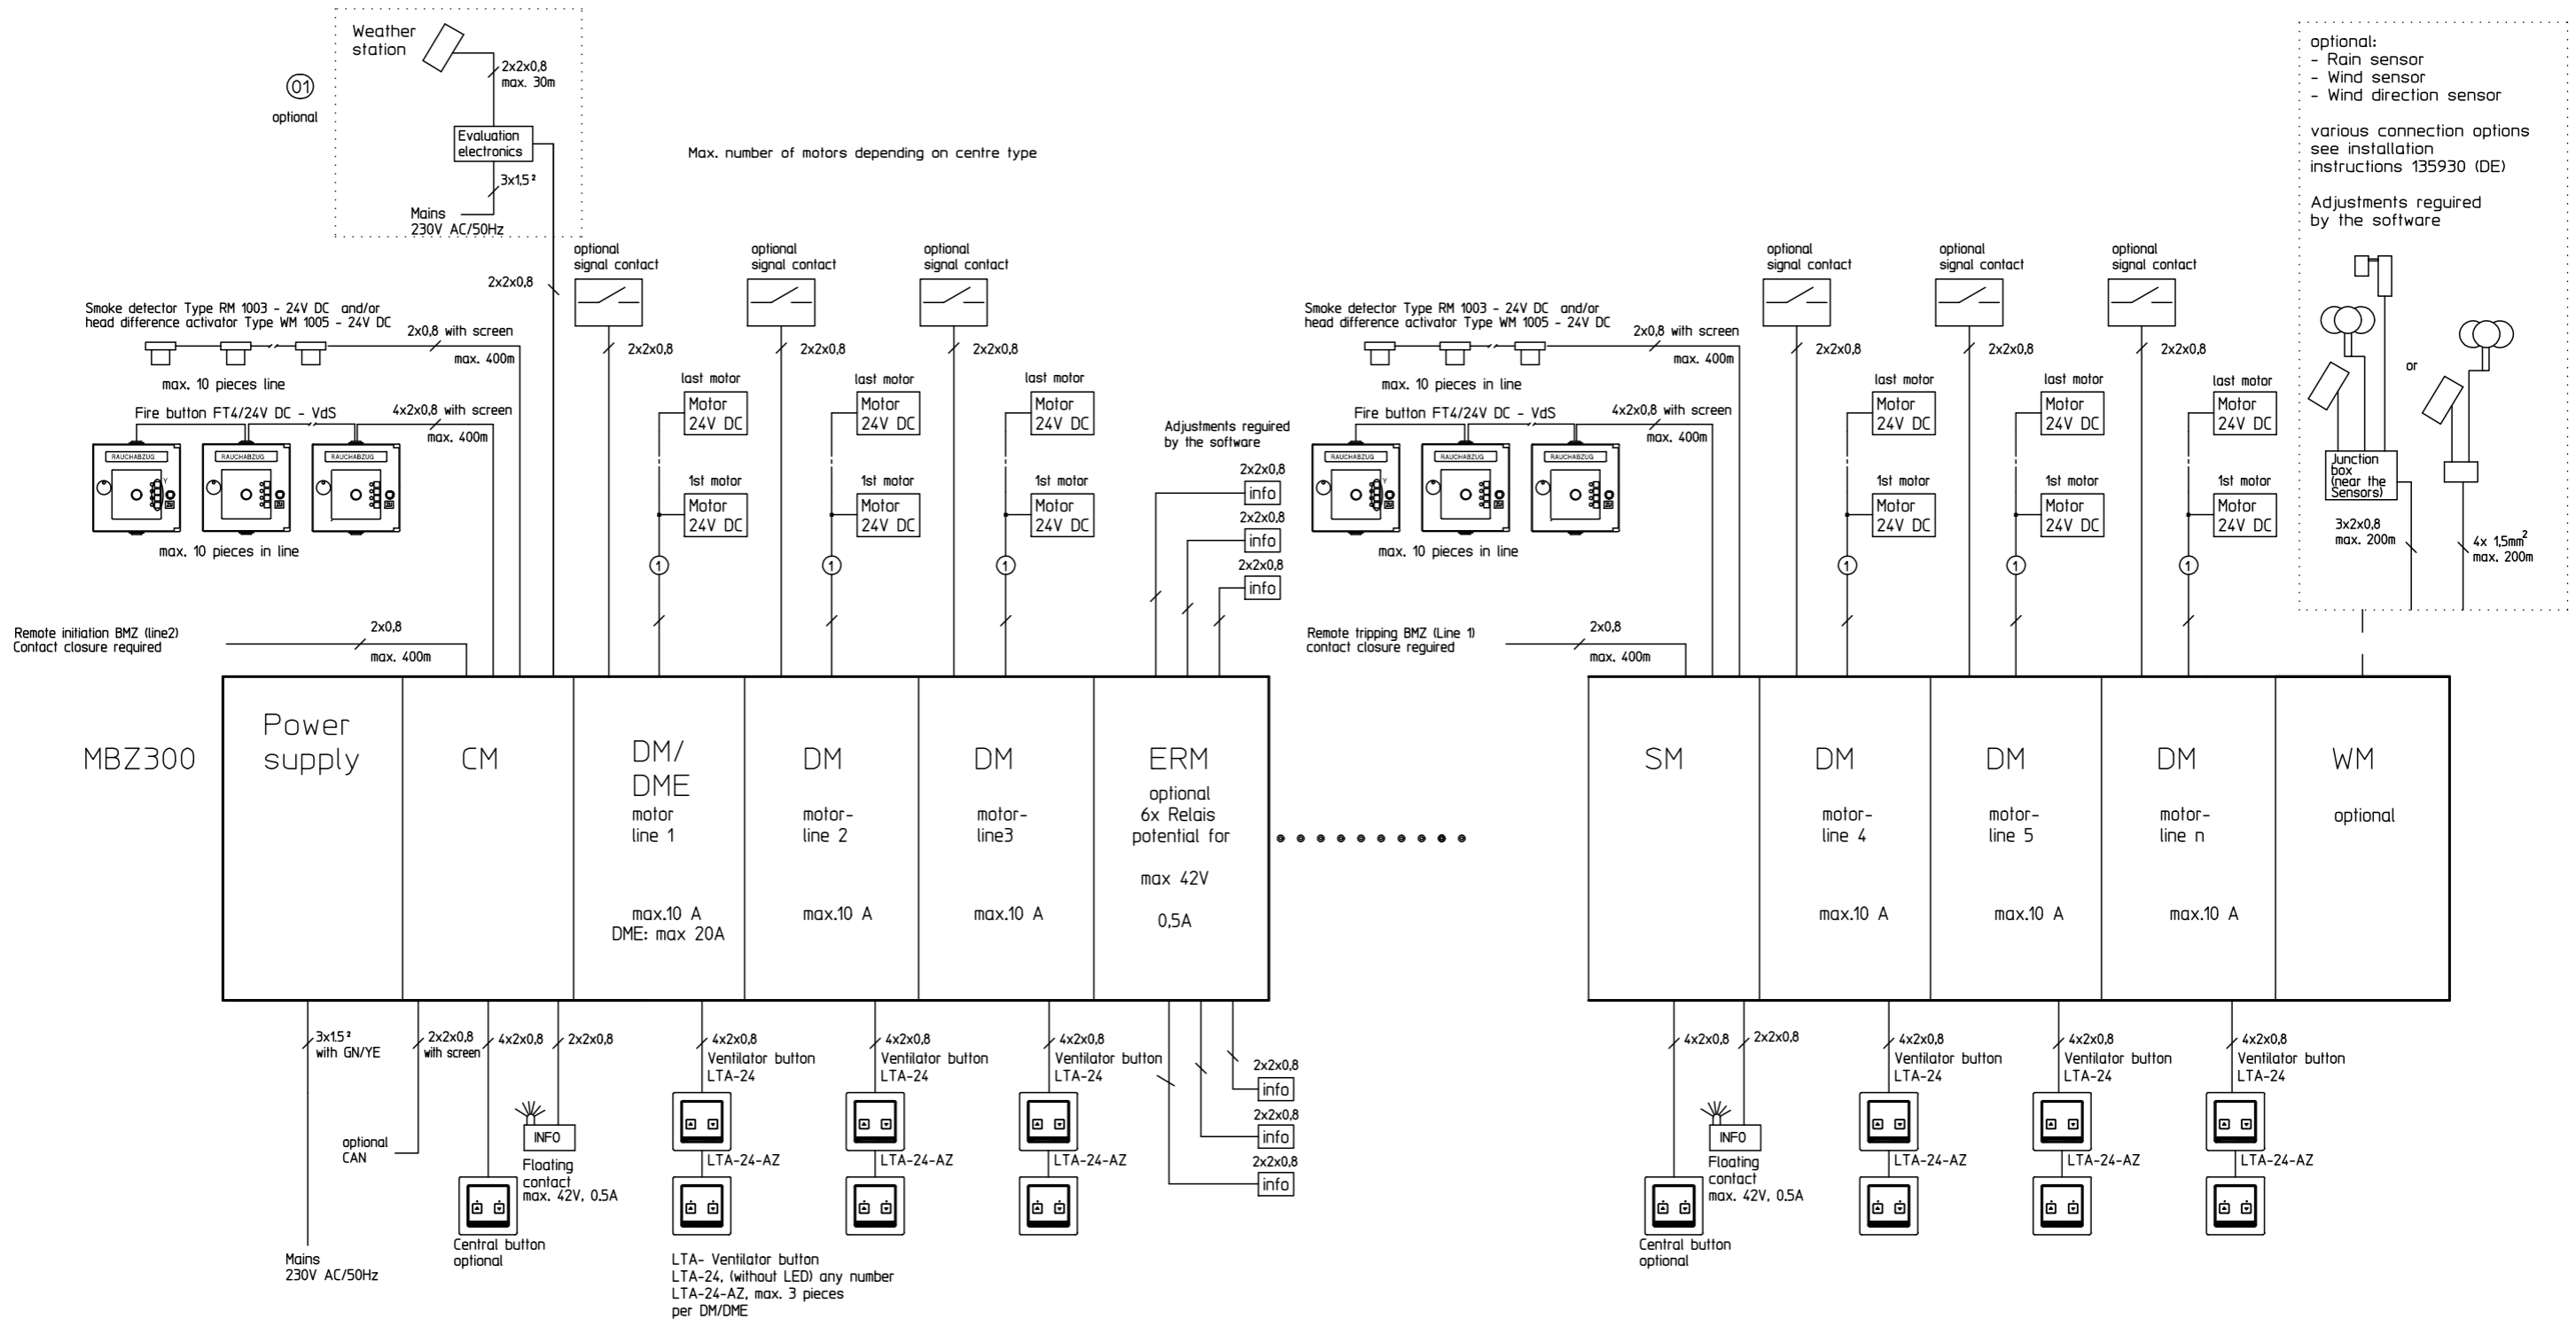 Weather
station
2x2x0,8
max. 30m
01
optional
Evaluation
electronics
3x1,5²
Mains
230V AC/50Hz
2x2x0,8
Max. number of motors depending on centre type
optional:
- Rain sensor
- Wind sensor
- Wind direction sensor
various connection options
see installation
instructions 135930 (DE)
Adjustments reguired
by the software
or
Junction
box
(near the
Sensors)
3x2x0,8
max. 200m
4x 1,5mm²
max. 200m
Smoke detector Type RM 1003 - 24V DC and/or
head difference activator Type WM 1005 - 24V DC
2x0,8 with screen
max. 400m
max. 10 pieces line
Fire button FT4/24V DC - VdS
4x2x0,8 with screen
max. 400m
RAUCHABZUG
RAUCHABZUG
RAUCHABZUG
max. 10 pieces in line
Remote initiation BMZ (line2)
Contact closure required
2x0,8
max. 400m
optional
signal contact
2x2x0,8
last motor
Motor
24V DC
1st motor
Motor
24V DC
1
optional
signal contact
2x2x0,8
last motor
Motor
24V DC
1st motor
Motor
24V DC
1
optional
signal contact
2x2x0,8
last motor
Motor
24V DC
1st motor
Motor
24V DC
1
Adjustments reguired
by the software
2x2x0,8
info
2x2x0,8
info
2x2x0,8
info
Smoke detector Type RM 1003 - 24V DC and/or
head difference activator Type WM 1005 - 24V DC
2x0,8 with screen
max. 400m
max. 10 pieces in line
Fire button FT4/24V DC - VdS
4x2x0,8 with screen
max. 400m
RAUCHABZUG
RAUCHABZUG
RAUCHABZUG
max. 10 pieces in line
Remote tripping BMZ (Line 1)
contact closure reguired
2x0,8
max. 400m
optional
signal contact
2x2x0,8
last motor
Motor
24V DC
1st motor
Motor
24V DC
1
optional
signal contact
2x2x0,8
last motor
Motor
24V DC
1st motor
Motor
24V DC
1
optional
signal contact
2x2x0,8
last motor
Motor
24V DC
1st motor
Motor
24V DC
1
MBZ300
Power
supply
CM
DM/
DME
motor
line 1
max.10 A
DME: max 20A
DM
motor-
line 2
max.10 A
DM
motor-
line3
max.10 A
ERM
optional
6x Relais
potential for
max 42V
0,5A
SM
DM
motor-
line 4
max.10 A
DM
motor-
line 5
max.10 A
DM
motor-
line n
max.10 A
WM
optional
3x1.5²
with GN/YE
Mains
230V AC/50Hz
2x2x0,8
with screen
optional
CAN
4x2x0,8
Central button
optional
2x2x0,8
INFO
Floating
contact
max. 42V, 0.5A
4x2x0,8
Ventilator button
LTA-24
LTA-24-AZ
4x2x0,8
Ventilator button
LTA-24
LTA-24-AZ
4x2x0,8
Ventilator button
LTA-24
LTA-24-AZ
LTA- Ventilator button
LTA-24, (without LED) any number
LTA-24-AZ, max. 3 pieces
per DM/DME
2x2x0,8
info
2x2x0,8
info
2x2x0,8
info
4x2x0,8
Central button
optional
2x2x0,8
INFO
Floating
contact
max. 42V, 0.5A
4x2x0,8
Ventilator button
LTA-24
LTA-24-AZ
4x2x0,8
Ventilator button
LTA-24
LTA-24-AZ
4x2x0,8
Ventilator button
LTA-24
LTA-24-AZ